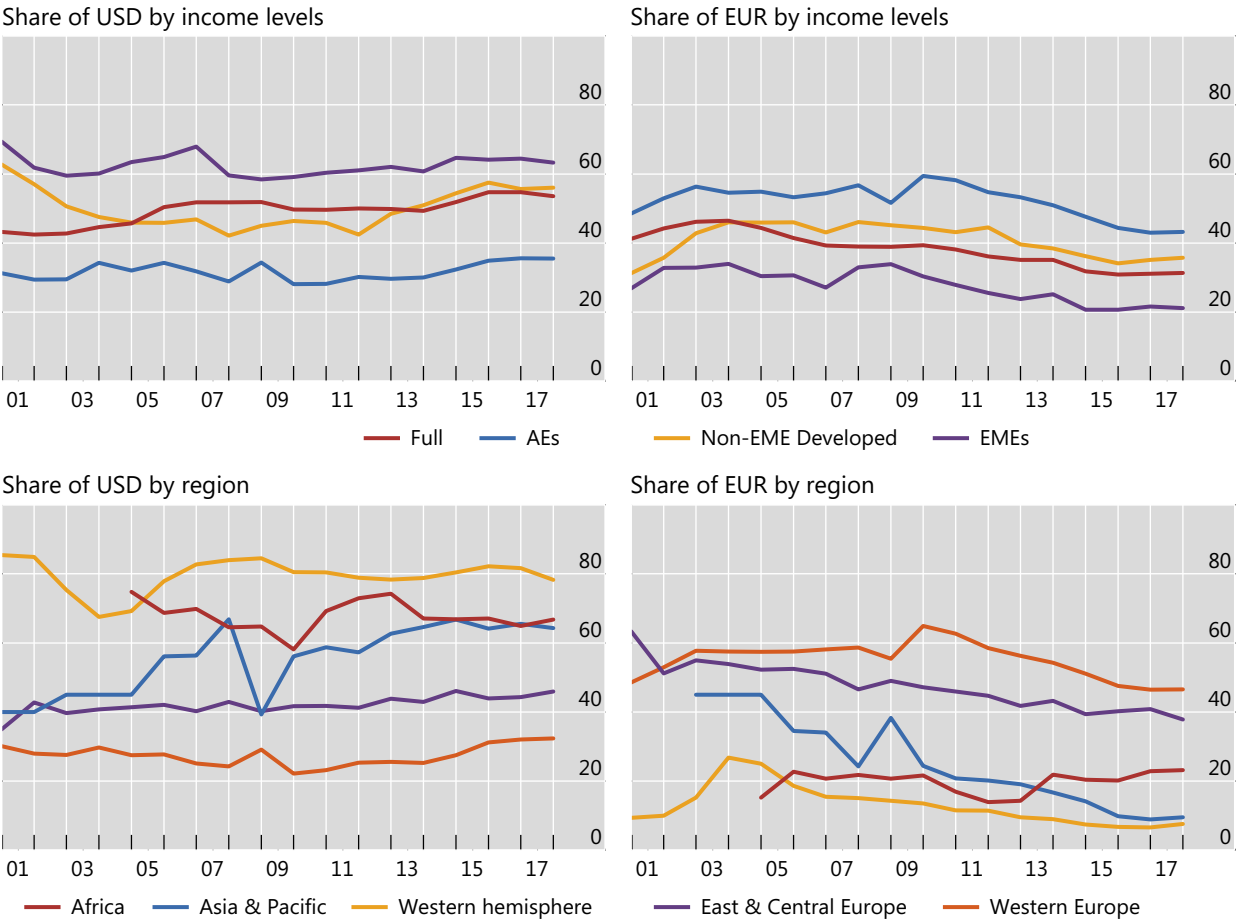 Share of USD by income levels
80
60
40
20
0
01 03 05 07 09 11 13 15 17
Share of EUR by income levels
80
60
40
20
0
01 03 05 07 09 11 13 15 17
Full AEs Non-EME Developed EMEs
Share of USD by region
80
60
40
20
0
01 03 05 07 09 11 13 15 17
Share of EUR by region
80
60
40
20
0
01 03 05 07 09 11 13 15 17
Africa Asia & Pacific Western hemisphere East & Central Europe Western Europe